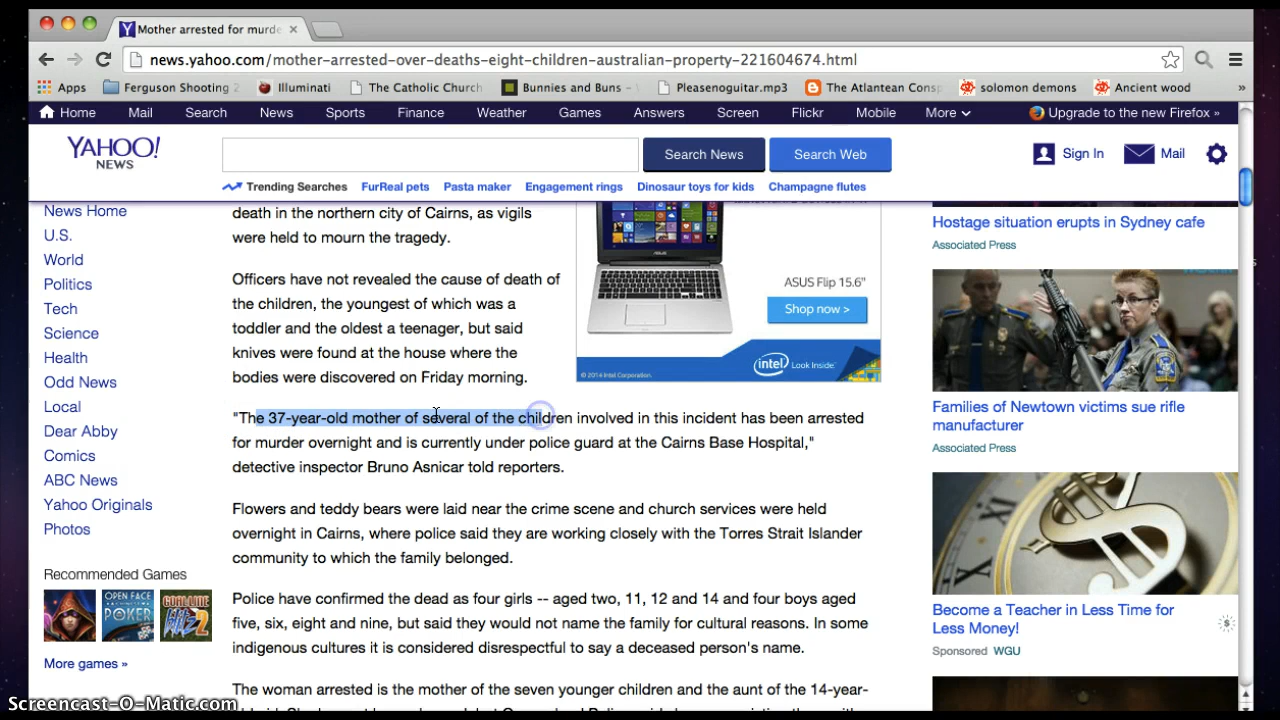 Mother arrested for murde
news.yahoo.com/mother-arrested-over-deaths-eight-children-australian-property-221604674.html
Apps
Ferguson Shooting 2
Illuminati
The Catholic Church
Bunnies and Buns –
Pleasenoguitar.mp3
The Atlantean Consp
solomon demons
Ancient wood
»
Home
Mail
Search
News
Sports
Finance
Weather
Games
Answers
Screen
Flickr
Mobile
More
Upgrade to the new Firefox »
YAHOO!
NEWS
Search News
Search Web
Sign In
Mail
Trending Searches
FurReal pets
Pasta maker
Engagement rings
Dinosaur toys for kids
Champagne flutes
News Home
U.S.
World
Politics
Tech
Science
Health
Odd News
Local
Dear Abby
Comics
ABC News
Yahoo Originals
Photos
Recommended Games
OPEN FACE
POKER
More games »
death in the northern city of Cairns, as vigils
were held to mourn the tragedy.
Officers have not revealed the cause of death of
the children, the youngest of which was a
toddler and the oldest a teenager, but said
knives were found at the house where the
bodies were discovered on Friday morning.
"The 37-year-old mother of several of the children involved in this incident has been arrested
for murder overnight and is currently under police guard at the Cairns Base Hospital,"
detective inspector Bruno Asnicar told reporters.
Flowers and teddy bears were laid near the crime scene and church services were held
overnight in Cairns, where police said they are working closely with the Torres Strait Islander
community to which the family belonged.
Police have confirmed the dead as four girls -- aged two, 11, 12 and 14 and four boys aged
five, six, eight and nine, but said they would not name the family for cultural reasons. In some
indigenous cultures it is considered disrespectful to say a deceased person's name.
The woman arrested is the mother of the seven younger children and the aunt of the 14-year-
ASUS Flip 15.6"
Shop now >
intel
Look Inside.
© 2014 Intel Corporation.
Hostage situation erupts in Sydney cafe
Associated Press
Families of Newtown victims sue rifle
manufacturer
Associated Press
Become a Teacher in Less Time for
Less Money!
Sponsored WGU
Screencast-O-Matic.com